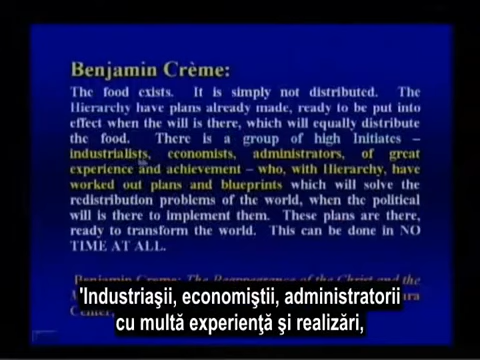 Benjamin Crème:
The food exists. It is simply not distributed. The
Hierarchy have plans already made, ready to be put into
effect when the will is there, which will equally distribute
the food. There is a group of high Initiates –
industrialists, economists, administrators, of great
experience and achievement – who, with Hierarchy, have
worked out plans and blueprints which will solve the
redistribution problems of the world, when the political
will is there to implement them. These plans are there,
ready to transform the world. This can be done in NO
TIME AT ALL.
Benjamin Creme: The Reappearance of the Christ and the
Center,
'Industriaşii, economiştii, administratorii
cu multă experienţă şi realizări,